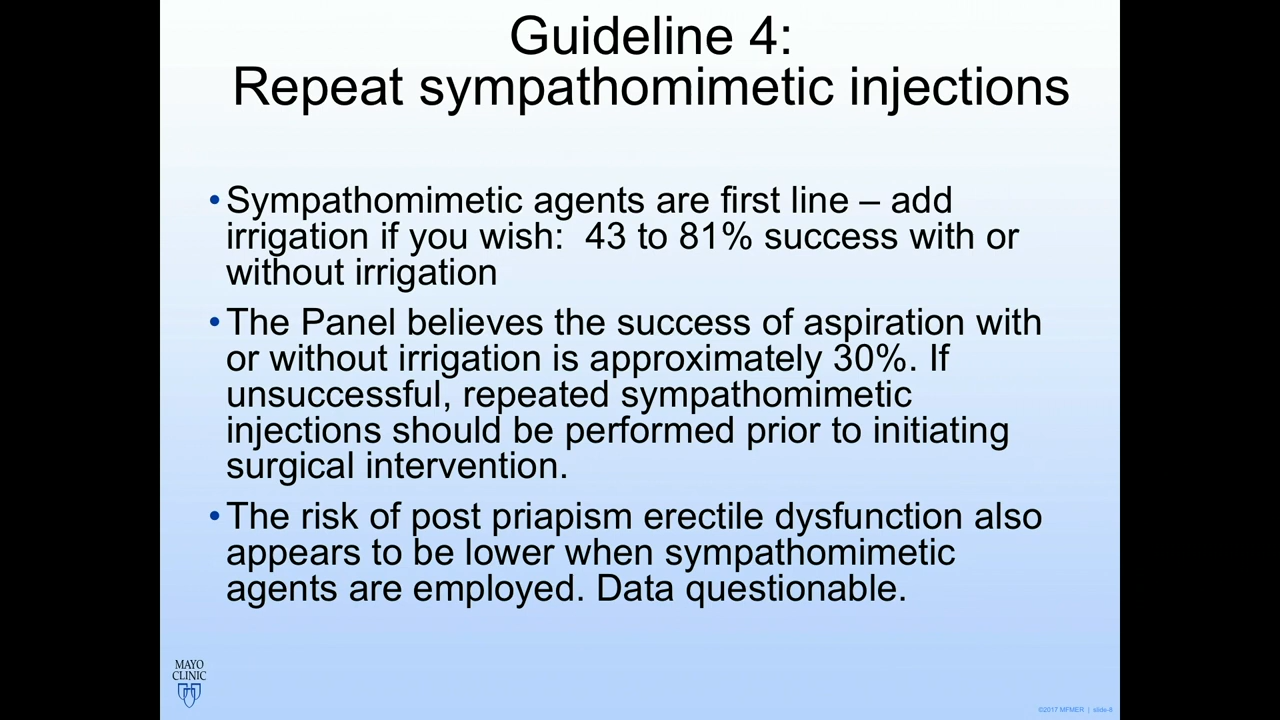 Guideline 4:
Repeat sympathomimetic injections
•Sympathomimetic agents are first line – add
irrigation if you wish:  43 to 81% success with or
without irrigation
•The Panel believes the success of aspiration with
or without irrigation is approximately 30%. If
unsuccessful, repeated sympathomimetic
injections should be performed prior to initiating
surgical intervention.
•The risk of post priapism erectile dysfunction also
appears to be lower when sympathomimetic
agents are employed. Data questionable.
MAYO
CLINIC
©2017 MFMER | slide-8